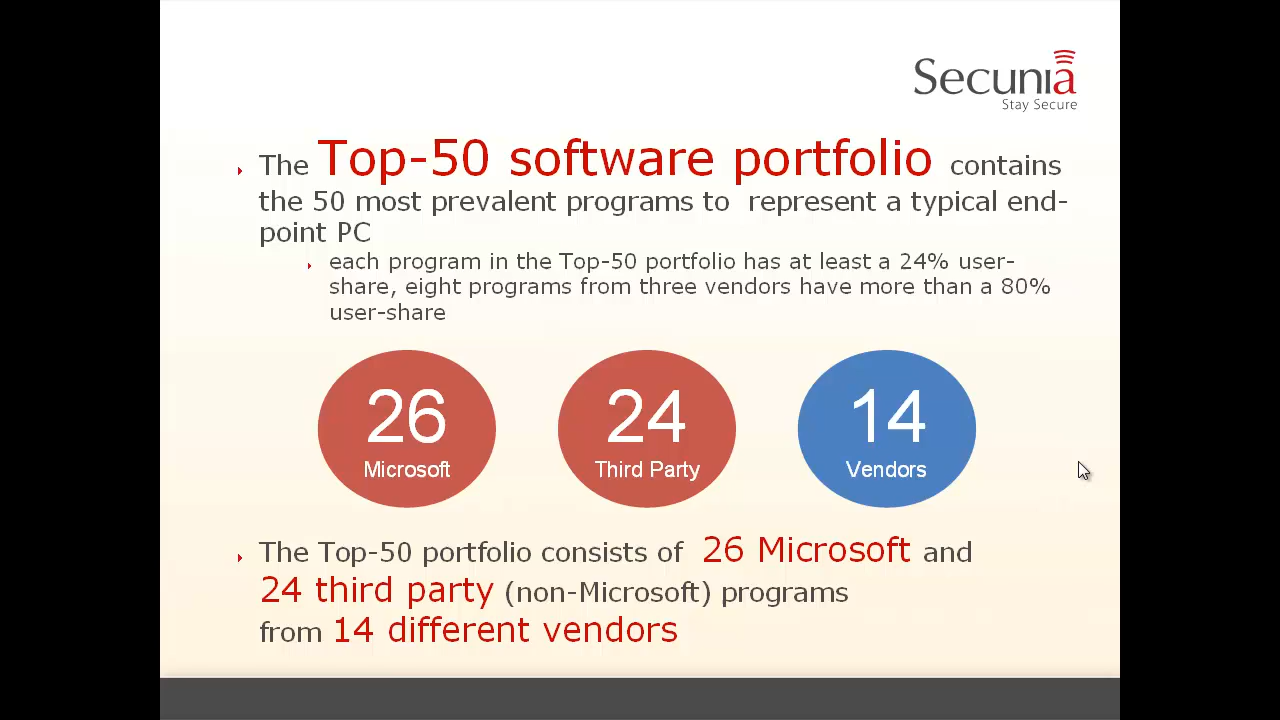 Secunia
Stay Secure
The Top-50 software portfolio contains
the 50 most prevalent programs to represent a typical end-
point PC
each program in the Top-50 portfolio has at least a 24% user-
share, eight programs from three vendors have more than a 80%
user-share
26
Microsoft
24
Third Party
14
Vendors
The Top-50 portfolio consists of 26 Microsoft and
24 third party (non-Microsoft) programs
from 14 different vendors